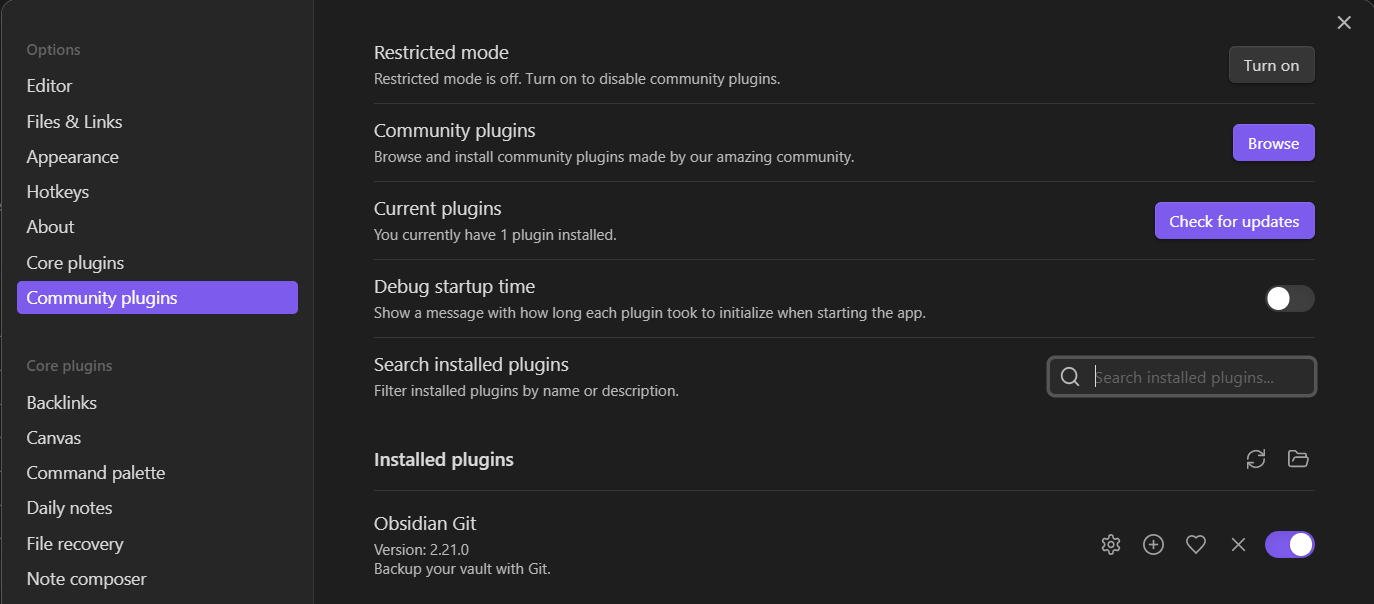 Options
Editor
Files & Links
Appearance
Hotkeys
About
Core plugins
Community plugins
Core plugins
Backlinks
Canvas
Command palette
Daily notes
File recovery
Note composer
Restricted mode
Restricted mode is off. Turn on to disable community plugins.
Turn on
Community plugins
Browse and install community plugins made by our amazing community.
Browse
Current plugins
You currently have 1 plugin installed.
Check for updates
Debug startup time
Show a message with how long each plugin took to initialize when starting the app.
Search installed plugins
Filter installed plugins by name or description.
Search installed plugins...
Installed plugins
Obsidian Git
Version: 2.21.0
Backup your vault with Git.